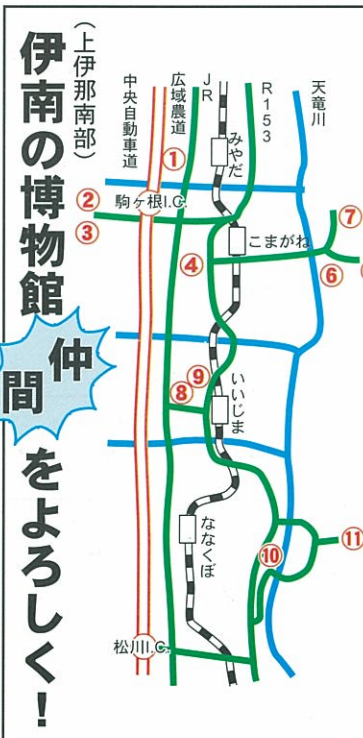 (上伊那南部)
伊南の博物館仲間をよろしく!
中央自動車道
広域農道
JR
R153
天竜川
みやだ
①
②
③
駒ヶ根I.C.
こまがね
④
⑦
⑥
⑧
⑨
いいじま
ななくぼ
⑩
⑪
松川I.C.